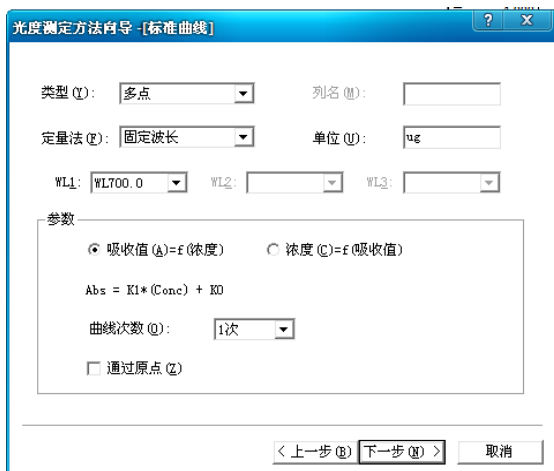 光度测定方法向导 -[标准曲线]
类型(Y): 多点 列名(M):
定量法(F): 固定波长 单位(U): ug
WL1: WL700.0 WL2: WL3:
参数
吸收值(A)=f(浓度) 浓度(C)=f(吸收值)
Abs = K1*(Conc) + K0
曲线次数(O): 1次
通过原点(Z)
< 上一步(B) 下一步(N) > 取消